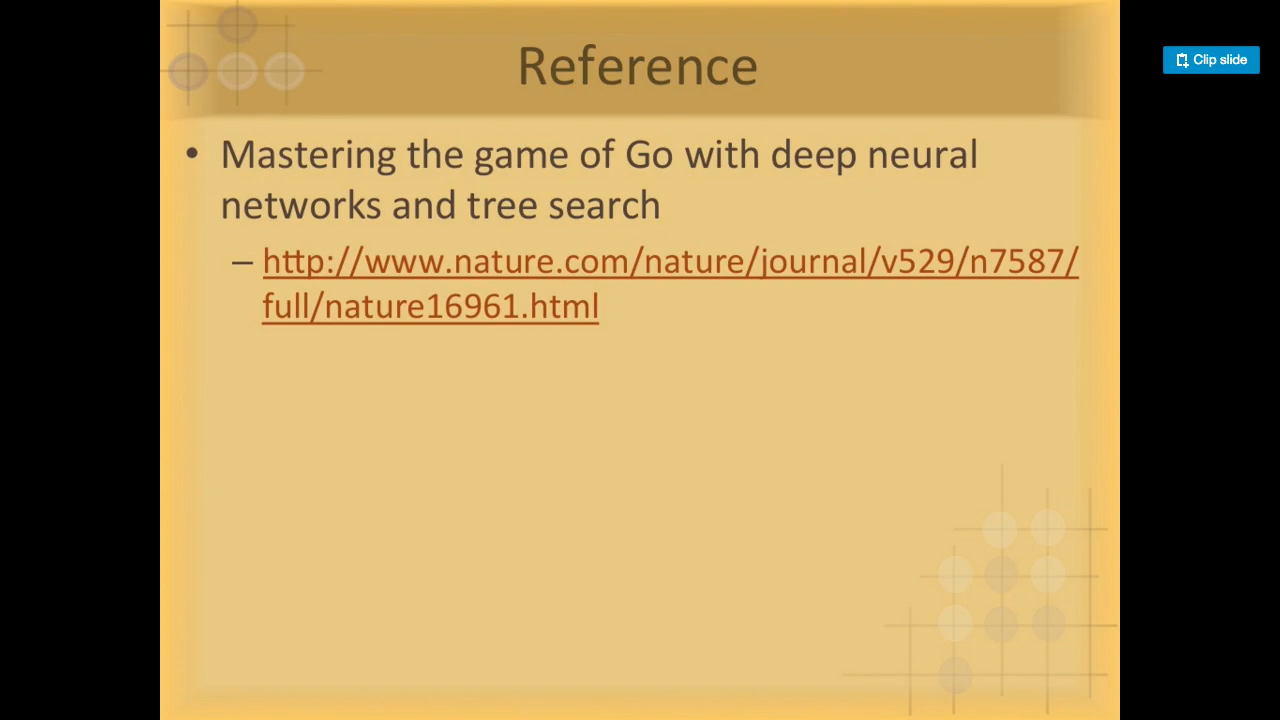 Reference
Clip slide
• Mastering the game of Go with deep neural
networks and tree search
– http://www.nature.com/nature/journal/v529/n7587/
full/nature16961.html